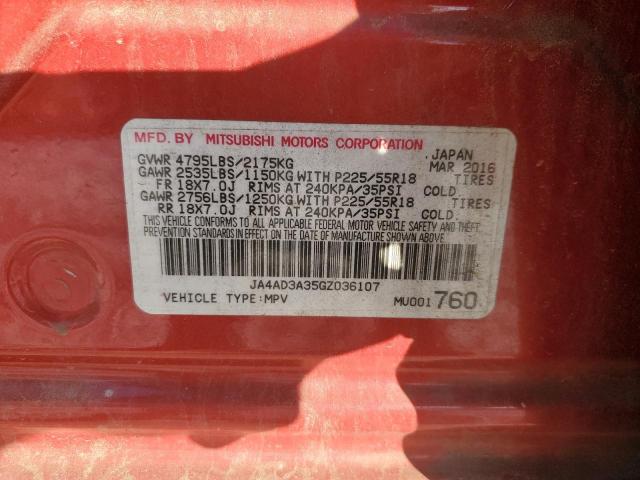 MFD. BY MITSUBISHI MOTORS CORPORATION JAPAN
GVWR 4795LBS/2175KG MAR 2016
GAWR 2535LBS/1150KG WITH P225/55R18 TIRES
FR 18X7.0J RIMS AT 240KPA/35PSI COLD.
GAWR 2756LBS/1250KG WITH P225/55R18 TIRES
RR 18X7.0J RIMS AT 240KPA/35PSI COLD.
THIS VEHICLE CONFORMS TO ALL APPLICABLE FEDERAL MOTOR VEHICLE SAFETY, BUMPER AND THEFT
PREVENTION STANDARDS IN EFFECT ON THE DATE OF MANUFACTURE SHOWN ABOVE.
JA4AD3A35GZ036107
VEHICLE TYPE:MPV MU001760